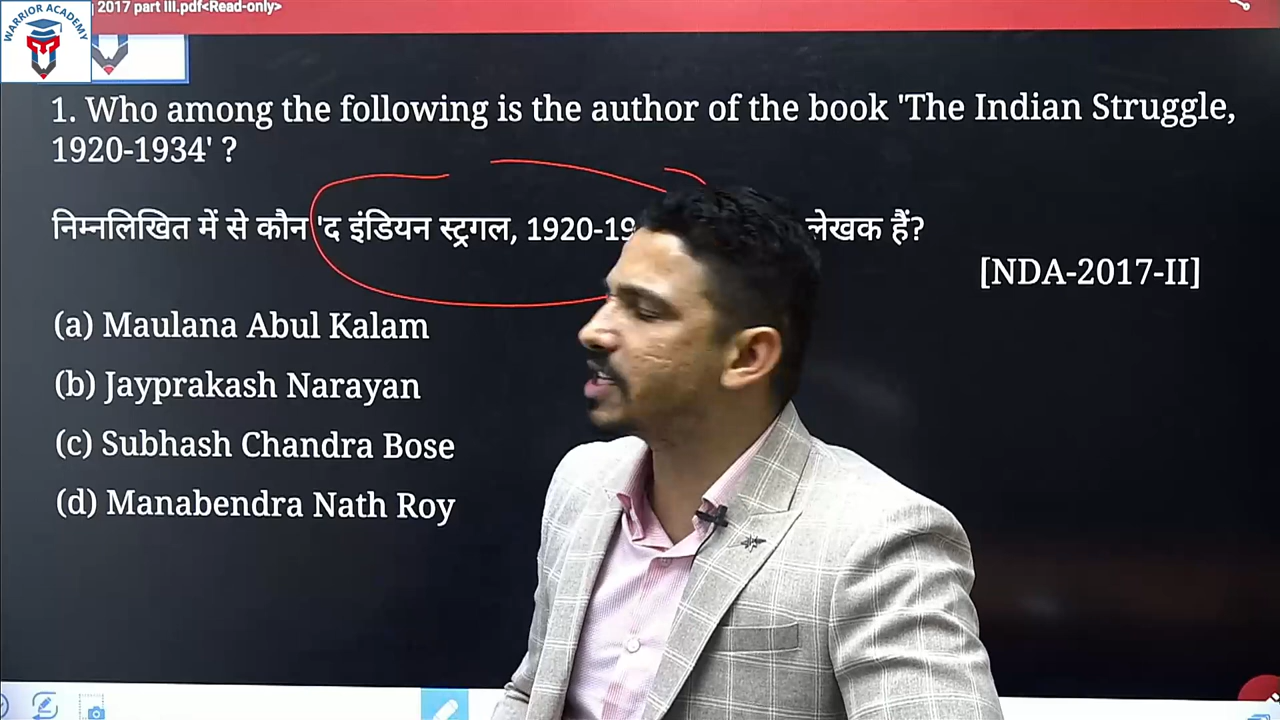 2017 part III.pdf<Read-only>
WARRIOR ACADEMY
1. Who among the following is the author of the book 'The Indian Struggle,
1920-1934' ?
निम्नलिखित में से कौन 'द इंडियन स्ट्रगल, 1920-19 लेखक हैं?
[NDA-2017-II]
(a) Maulana Abul Kalam
(b) Jayprakash Narayan
(c) Subhash Chandra Bose
(d) Manabendra Nath Roy